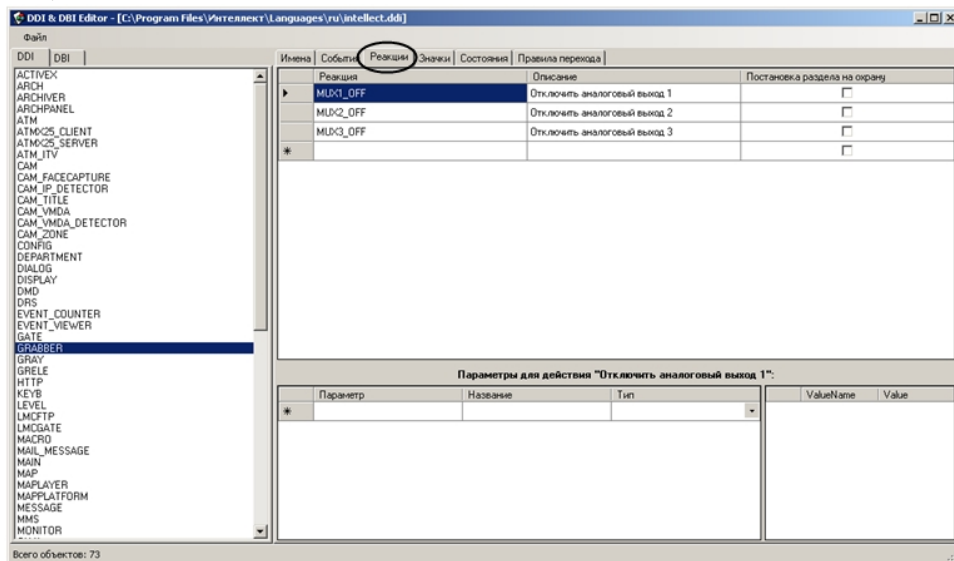 DDI & DBI Editor - [C:\Program Files\Интеллект\Languages\ru\intellect.ddi]
Файл
DDI DBI
Имена События Реакции Значки Состояния Правила перехода
ACTIVEX
ARCH
ARCHIVER
ARCHPANEL
ATM
ATMX25_CLIENT
ATMX25_SERVER
ATM_ITV
CAM
CAM_FACECAPTURE
CAM_IP_DETECTOR
CAM_TITLE
CAM_VMDA
CAM_VMDA_DETECTOR
CAM_ZONE
CONFIG
DEPARTMENT
DIALOG
DISPLAY
DMD
DRS
EVENT_COUNTER
EVENT_VIEWER
GATE
GRABBER
GRAY
GRELE
HTTP
KEYB
LEVEL
LMCFTP
LMCGATE
MACRO
MAIL_MESSAGE
MAIN
MAP
MAPLAYER
MAPPLATFORM
MESSAGE
MMS
MONITOR
Реакция Описание Постановка раздела на охрану
MUX1_OFF Отключить аналоговый выход 1
MUX2_OFF Отключить аналоговый выход 2
MUX3_OFF Отключить аналоговый выход 3
Параметры для действия "Отключить аналоговый выход 1":
Параметр Название Тип
ValueName Value
Всего объектов: 73